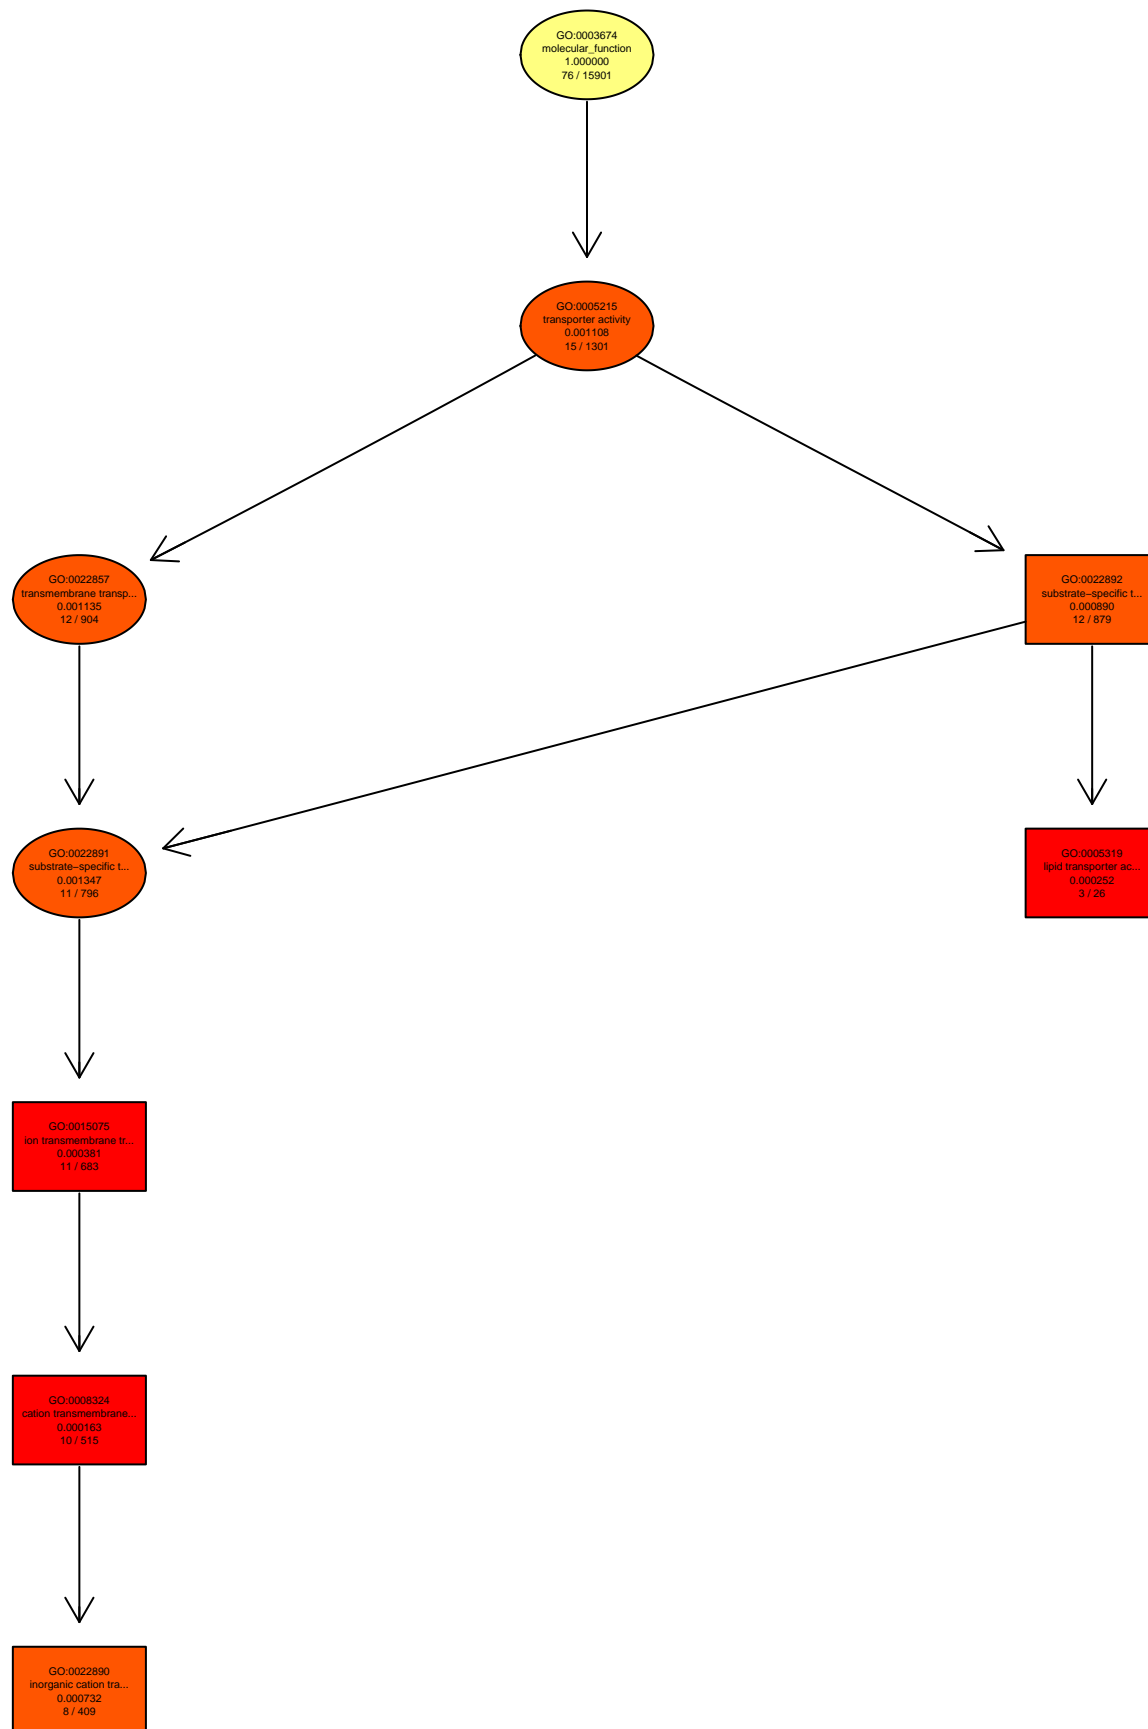 GO:0003674
molecular_function
1.000000
76 / 15901
GO:0005215
transporter activity
0.001108
15 / 1301
GO:0022857
transmembrane transp...
0.001135
12 / 904
GO:0022892
substrate−specific t...
0.000890
12 / 879
GO:0022891
substrate−specific t...
0.001347
11 / 796
GO:0005319
lipid transporter ac...
0.000252
3 / 26
GO:0015075
ion transmembrane tr...
0.000381
11 / 683
GO:0008324
cation transmembrane...
0.000163
10 / 515
GO:0022890
inorganic cation tra...
0.000732
8 / 409